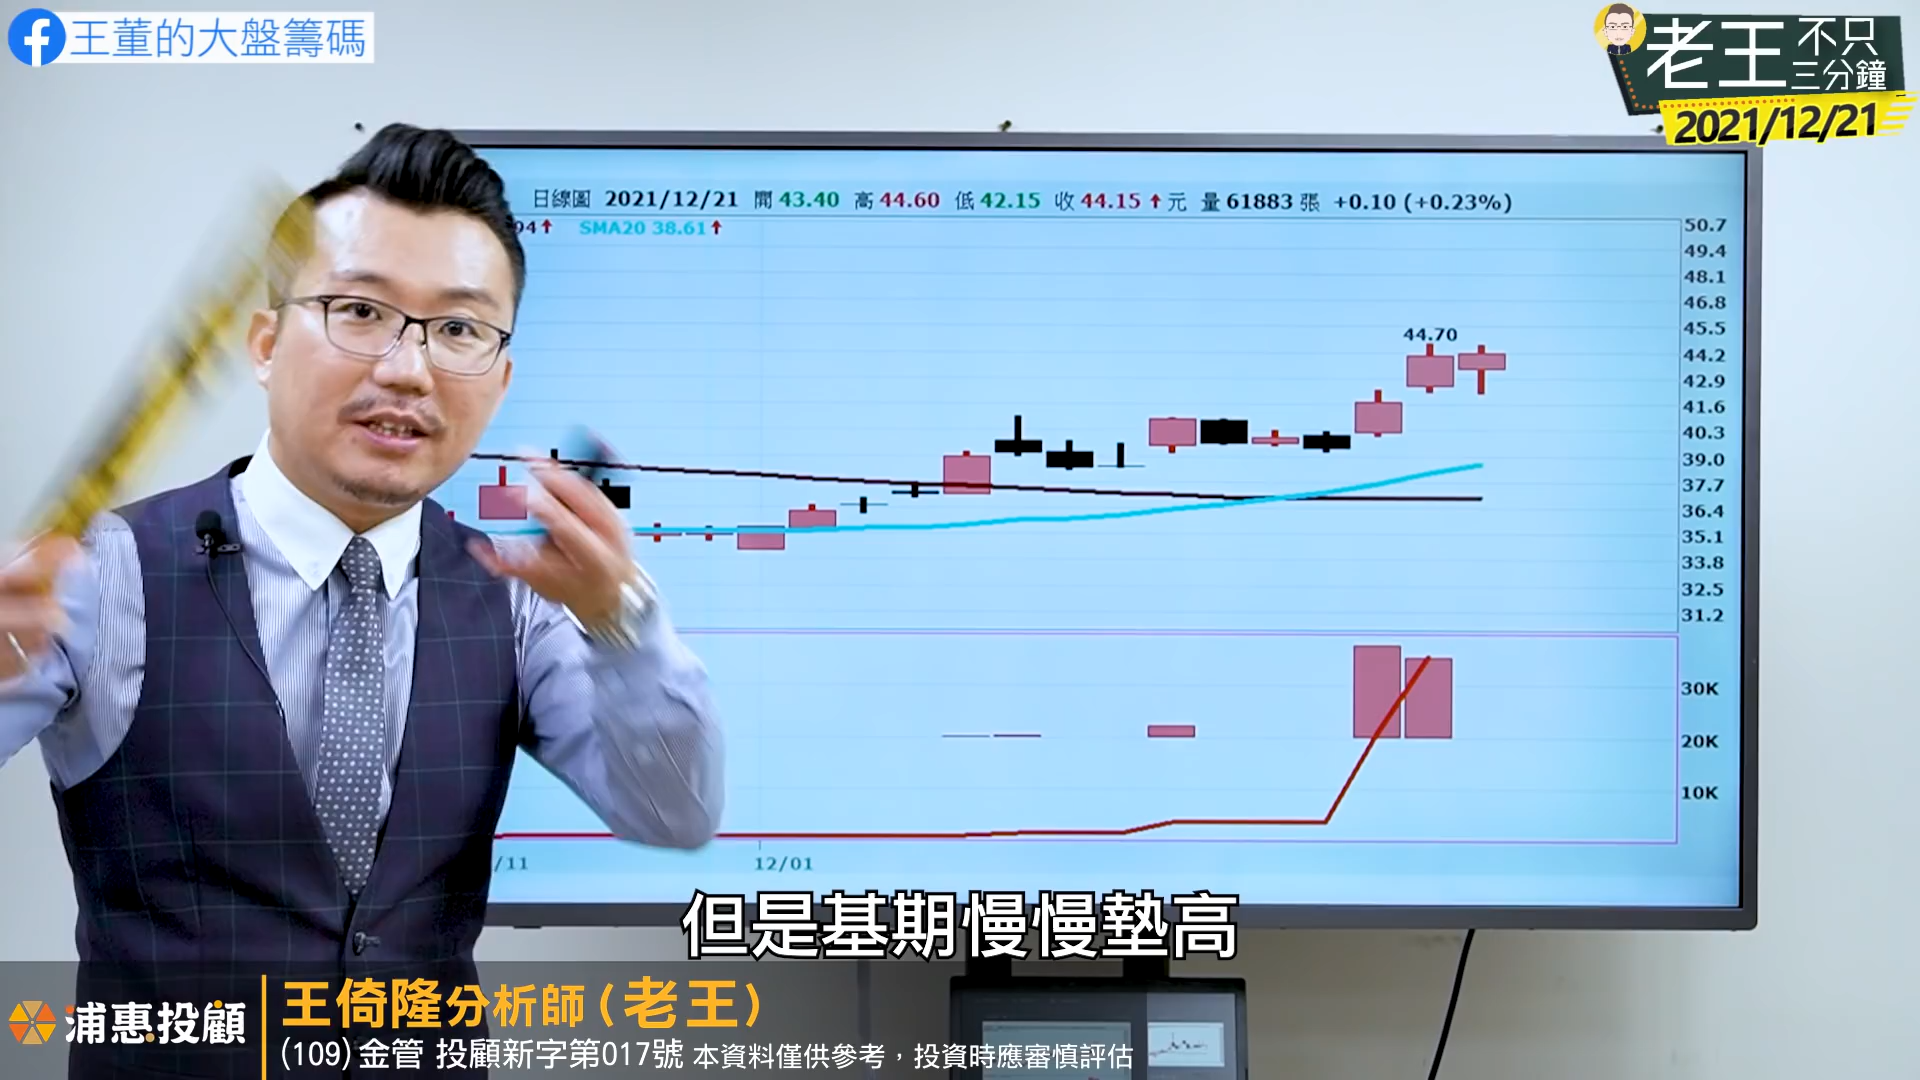 王董的大盤籌碼
老王不只三分鐘
2021/12/21
日線圖 2021/12/21 開 43.40 高 44.60 低 42.15 收 44.15↑元 量 61883 張 +0.10 (+0.23%)
94↑ SMA20 38.61↑
50.7
49.4
48.1
46.8
45.5
44.2
42.9
41.6
40.3
39.0
37.7
36.4
35.1
33.8
32.5
31.2
44.70
30K
20K
10K
/11
12/01
但是基期慢慢墊高
浦惠投顧
王倚隆分析師(老王)
(109)金管 投顧新字第017號 本資料僅供參考，投資時應審慎評估